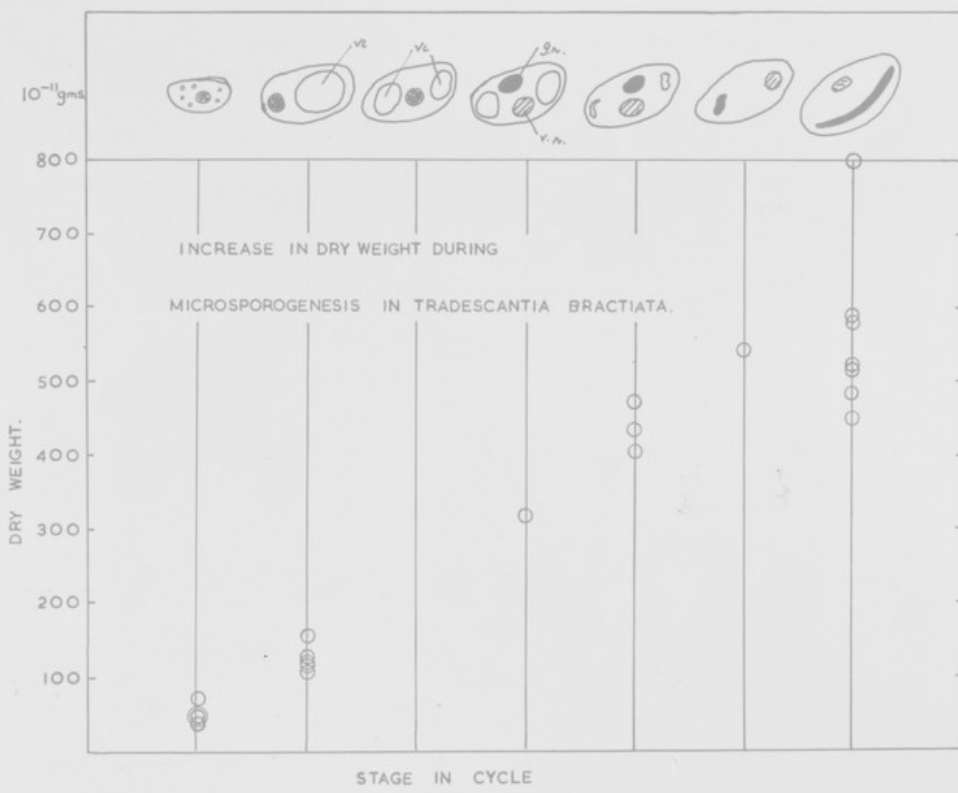 vc
vc
g.n.
10⁻¹¹gms.
v.n.
800
700
INCREASE IN DRY WEIGHT DURING
600
MICROSPOROGENESIS IN TRADESCANTIA BRACTIATA.
500
400
300
200
100
DRY WEIGHT.
STAGE IN CYCLE